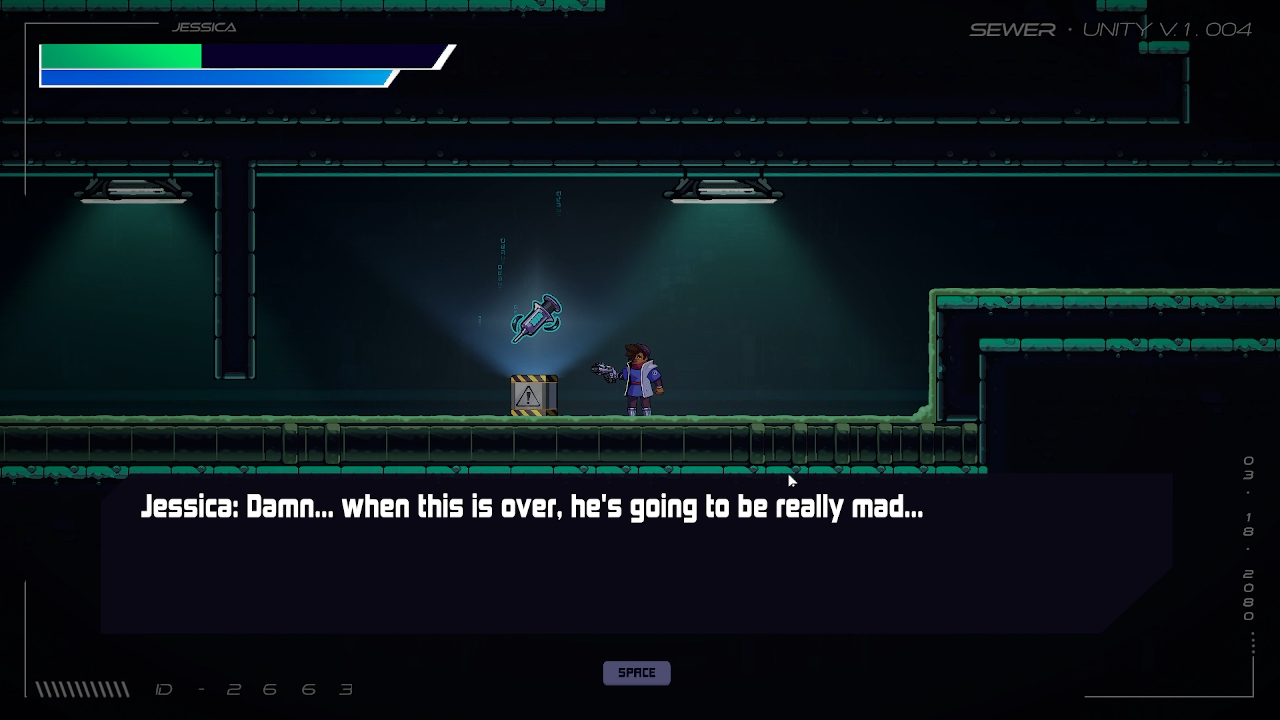 JESSICA
SEWER · UNITY V.1.004
Jessica: Damn... when this is over, he's going to be really mad...
03.18.2080
SPACE
ID - 2663